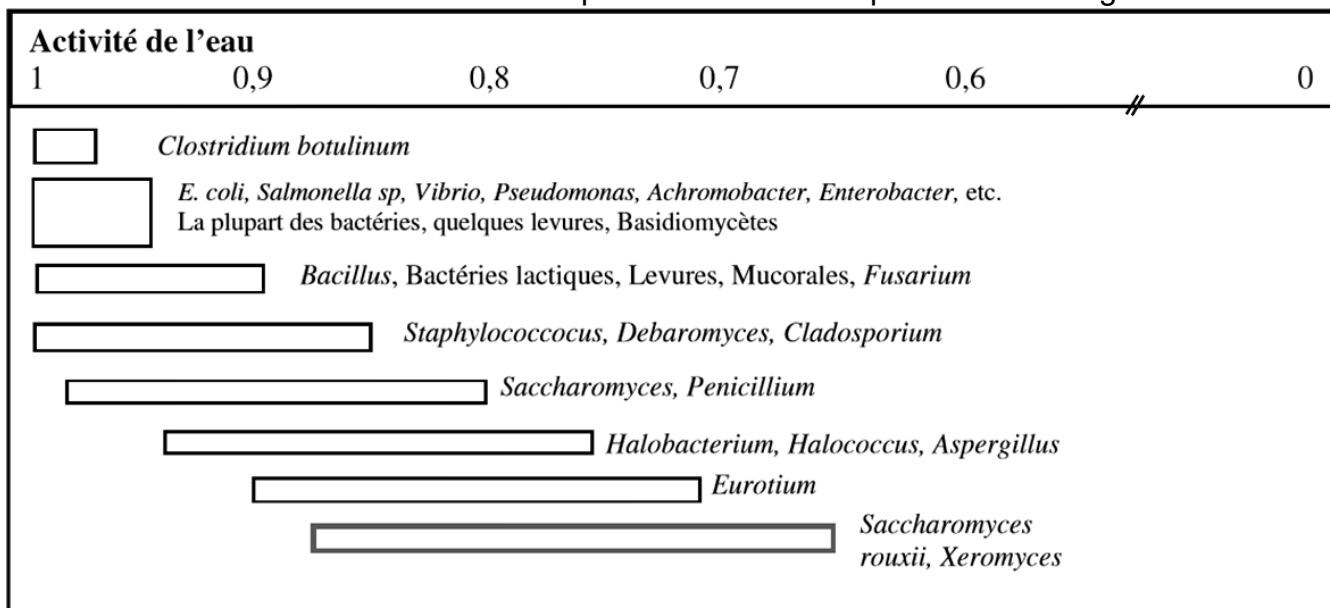 Activité de l'eau
1 0,9 0,8 0,7 0,6 0
Clostridium botulinum
E. coli, Salmonella sp, Vibrio, Pseudomonas, Achromobacter, Enterobacter, etc.
La plupart des bactéries, quelques levures, Basidiomycètes
Bacillus, Bactéries lactiques, Levures, Mucorales, Fusarium
Staphylococcocus, Debaromyces, Cladosporium
Saccharomyces, Penicillium
Halobacterium, Halococcus, Aspergillus
Eurotium
Saccharomyces
rouxii, Xeromyces